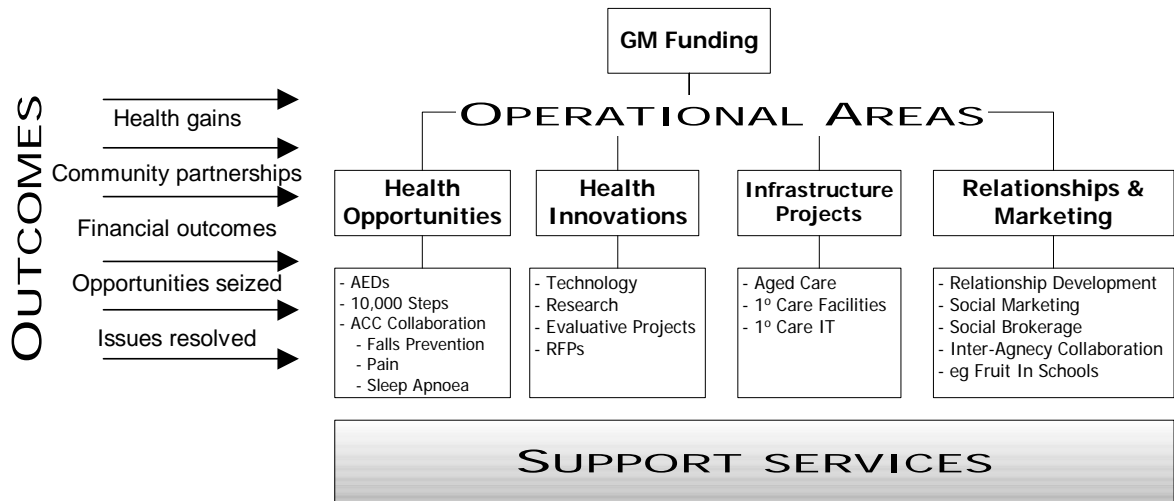 GM Funding
OPERATIONAL AREAS
OUTCOMES
Health gains
Community partnerships
Financial outcomes
Opportunities seized
Issues resolved
Health
Opportunities
- AEDs
- 10,000 Steps
- ACC Collaboration
- Falls Prevention
- Pain
- Sleep Apnoea
Health
Innovations
- Technology
- Research
- Evaluative Projects
- RFPs
Infrastructure
Projects
- Aged Care
- 1º Care Facilities
- 1º Care IT
Relationships &
Marketing
- Relationship Development
- Social Marketing
- Social Brokerage
- Inter-Agnecy Collaboration
- eg Fruit In Schools
SUPPORT SERVICES